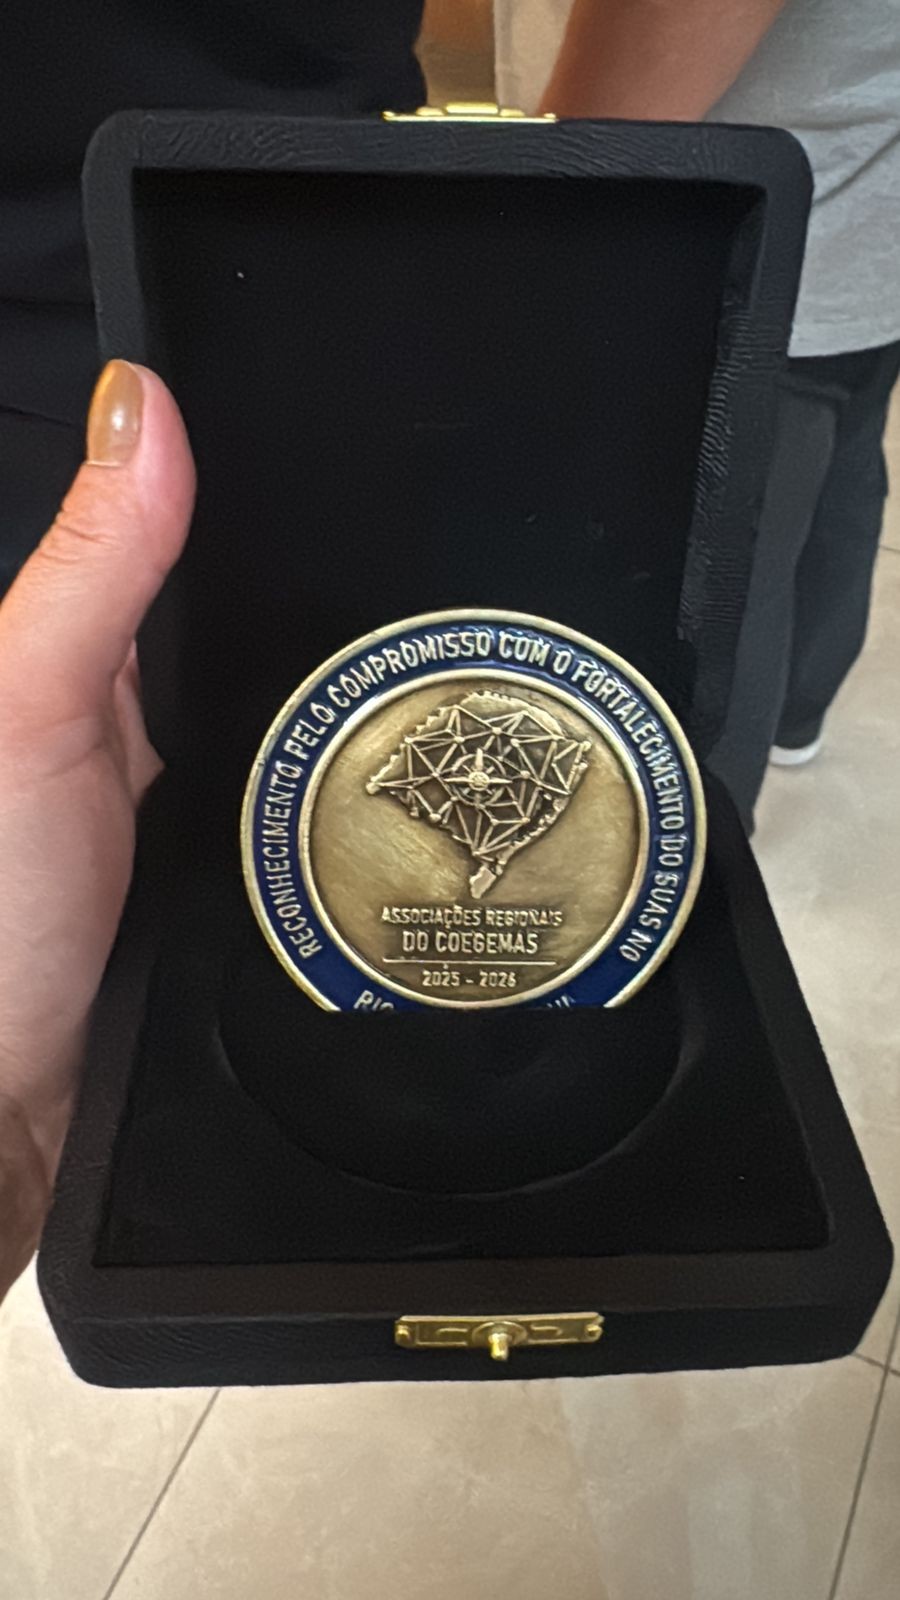 RECONHECIMENTO PELO COMPROMISSO COM O FORTALECIMENTO DO SUAS NO
ASSOCIAÇÕES REGIONAIS
DO COEGEMAS
2025 - 2026